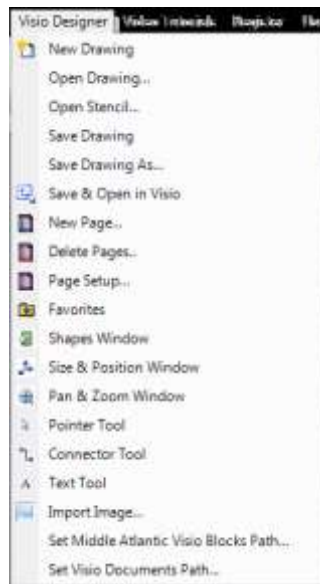 Visio Designer
New Drawing
Open Drawing...
Open Stencil...
Save Drawing
Save Drawing As...
Save & Open in Visio
New Page...
Delete Pages..
Page Setup...
Favorites
Shapes Window
Size & Position Window
Pan & Zoom Window
Pointer Tool
Connector Tool
Text Tool
Import Image...
Set Middle Atlantic Visio Blocks Path...
Set Visio Documents Path...